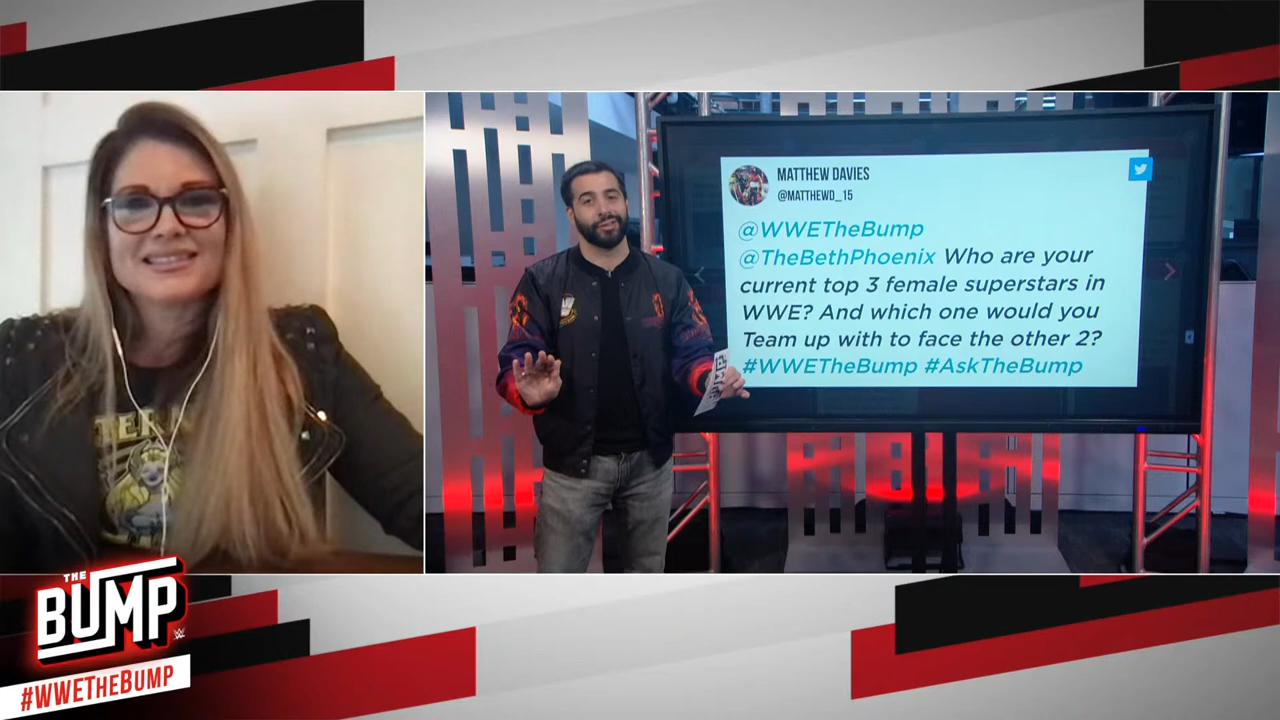 MATTHEW DAVIES
@MATTHEWD_15
@WWETheBump
@TheBethPhoenix Who are your
current top 3 female superstars in
WWE? And which one would you
Team up with to face the other 2?
#WWETheBump #AskTheBump
THE
BUMP
#WWETHEBUMP